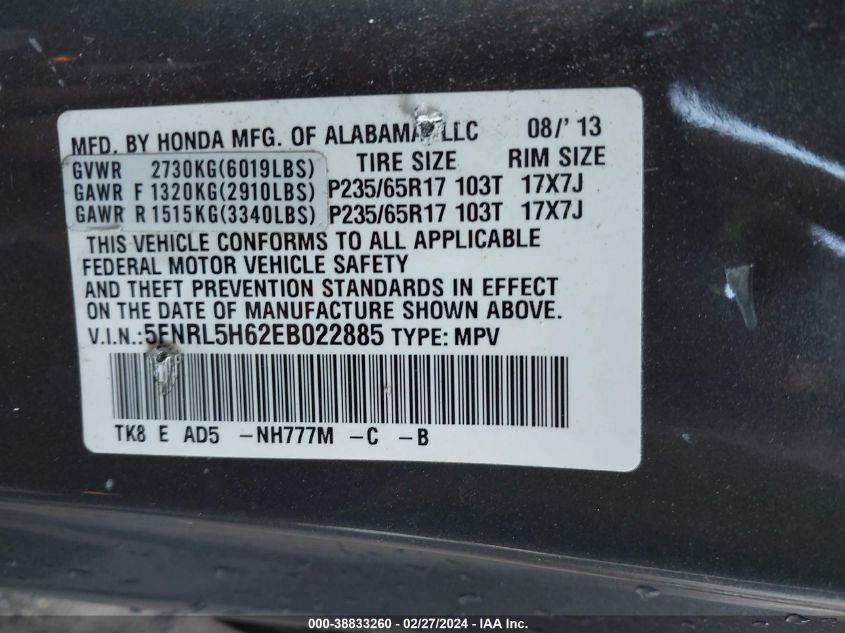 MFD. BY HONDA MFG. OF ALABAMA LLC 08/'13
GVWR 2730KG(6019LBS) TIRE SIZE RIM SIZE
GAWR F 1320KG(2910LBS) P235/65R17 103T 17X7J
GAWR R 1515KG(3340LBS) P235/65R17 103T 17X7J
THIS VEHICLE CONFORMS TO ALL APPLICABLE
FEDERAL MOTOR VEHICLE SAFETY
AND THEFT PREVENTION STANDARDS IN EFFECT
ON THE DATE OF MANUFACTURE SHOWN ABOVE.
V.I.N.:5FNRL5H62EB022885 TYPE: MPV
TK8 E AD5 -NH777M -C -B
000-38833260 - 02/27/2024 - IAA Inc.